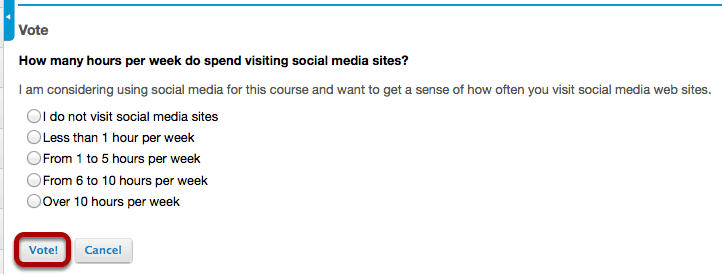 Vote
How many hours per week do spend visiting social media sites?
I am considering using social media for this course and want to get a sense of how often you visit social media web sites.
I do not visit social media sites
Less than 1 hour per week
From 1 to 5 hours per week
From 6 to 10 hours per week
Over 10 hours per week
Vote! Cancel